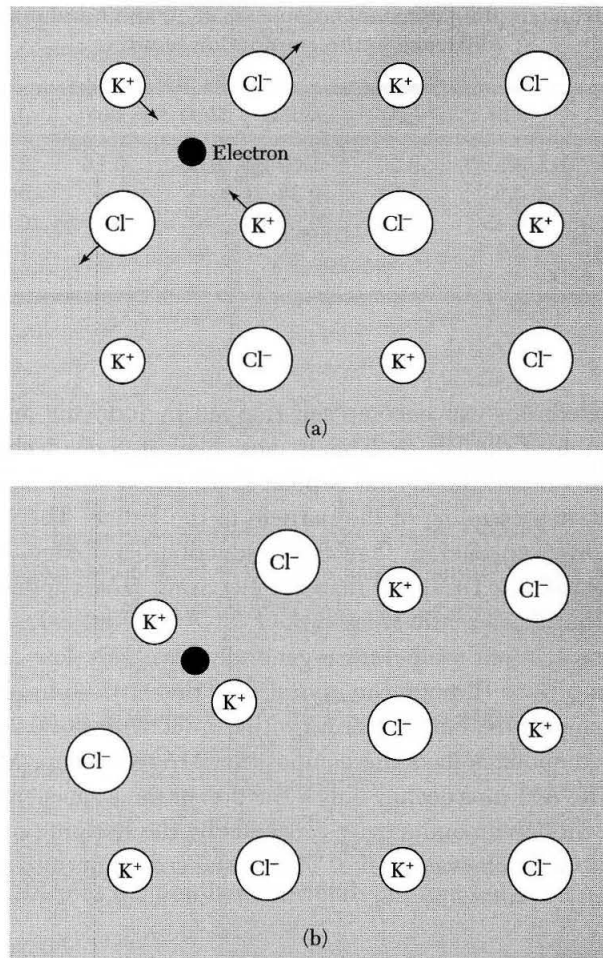 K⁺ Cl⁻ K⁺ Cl⁻
Electron
Cl⁻ K⁺ Cl⁻ K⁺
K⁺ Cl⁻ K⁺ Cl⁻
(a)
Cl⁻ K⁺ Cl⁻
K⁺
K⁺ Cl⁻ K⁺
Cl⁻
K⁺ Cl⁻ K⁺ Cl⁻
(b)